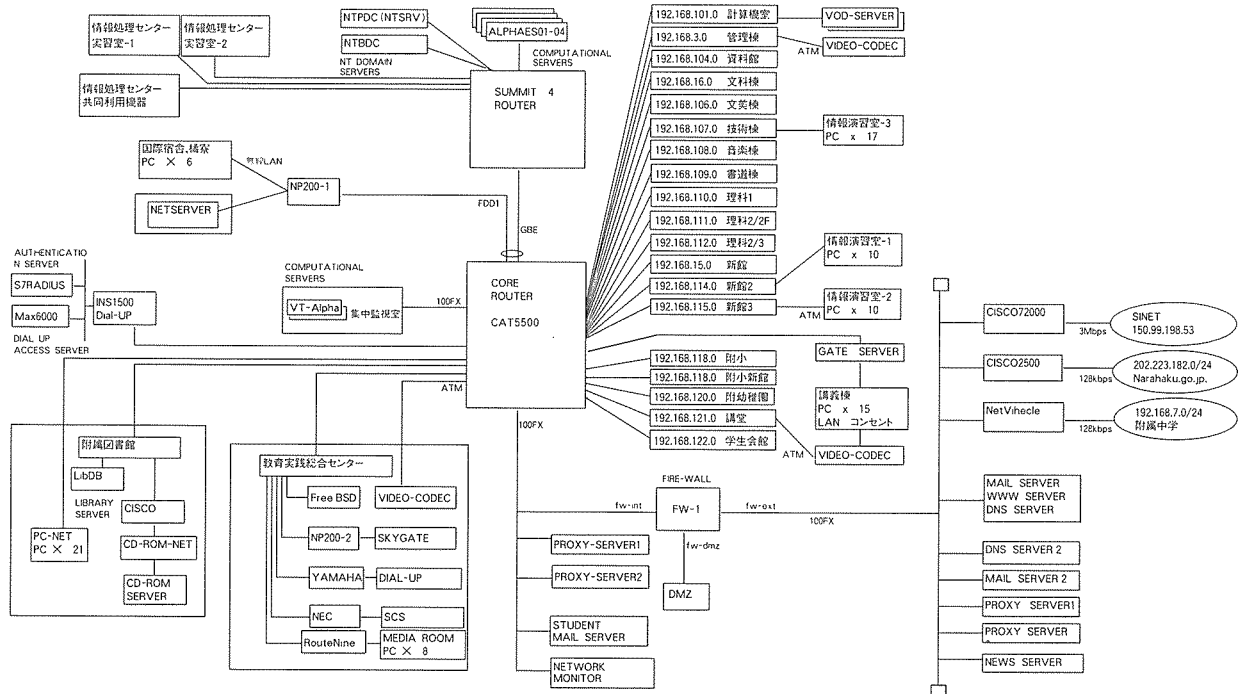 情報処理センター
実習室-1
情報処理センター
実習室-2
情報処理センター
共同利用機器
NTPDC (NTSRV)
NTBDC
NT DOMAIN
SERVERS
ALPHAES01-04
COMPUTATIONAL
SERVERS
SUMMIT 4
ROUTER
国際宿舎,橘寮
PC × 6
無線LAN
NP200-1
NETSERVER
FDD1
GBE
192.168.101.0 計算機室
192.168.3.0 管理棟
192.168.104.0 資料館
192.168.16.0 文科棟
192.168.106.0 文美棟
192.168.107.0 技術棟
192.168.108.0 音楽棟
192.168.109.0 書道棟
192.168.110.0 理科1
192.168.111.0 理科2/2F
192.168.112.0 理科2/3
192.168.15.0 新館
192.168.114.0 新館2
192.168.115.0 新館3
VOD-SERVER
ATM
VIDEO-CODEC
情報演習室-3
PC x 17
情報演習室-1
PC x 10
情報演習室-2
PC x 10
ATM
AUTHENTICATIO
N SERVER
S7RADIUS
Max6000
DIAL UP
ACCESS SERVER
INS1500
Dial-UP
COMPUTATIONAL
SERVERS
VT-Alpha
集中監視室
100FX
CORE
ROUTER
CAT5500
ATM
100FX
192.168.118.0 附小
192.168.118.0 附小新館
192.168.120.0 附幼稚園
192.168.121.0 講堂
192.168.122.0 学生会館
GATE SERVER
講義棟
PC x 15
LAN コンセント
ATM
VIDEO-CODEC
CISCO72000
3Mbps
SINET
150.99.198.53
CISCO2500
128kbps
202.223.182.0/24
Narahaku.go.jp.
NetVihecle
128kbps
192.168.7.0/24
附属中学
附属図書館
LibDB
LIBRARY
SERVER
CISCO
PC-NET
PC × 21
CD-ROM-NET
CD-ROM
SERVER
教育実践総合センター
Free BSD
VIDEO-CODEC
NP200-2
SKYGATE
YAMAHA
DIAL-UP
NEC
SCS
RouteNine
MEDIA ROOM
PC × 8
FIRE-WALL
fw-int
FW-1
fw-ext
100FX
fw-dmz
DMZ
PROXY-SERVER1
PROXY-SERVER2
STUDENT
MAIL SERVER
NETWORK
MONITOR
MAIL SERVER
WWW SERVER
DNS SERVER
DNS SERVER 2
MAIL SERVER 2
PROXY SERVER1
PROXY SERVER
NEWS SERVER